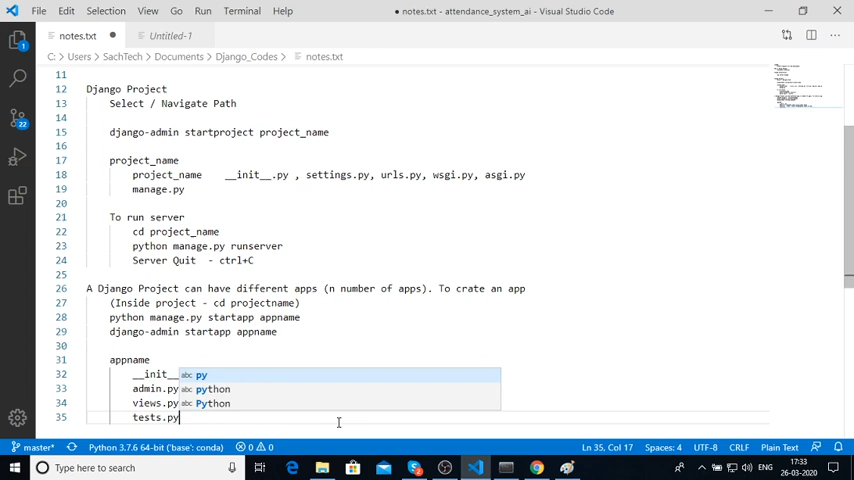 File Edit Selection View Go Run Terminal Help
● notes.txt - attendance_system_ai - Visual Studio Code
notes.txt
Untitled-1
C: > Users > SachTech > Documents > Django_Codes > notes.txt
11
12 Django Project
13 Select / Navigate Path
14
15 django-admin startproject project_name
16
17 project_name
18 project_name __init__.py , settings.py, urls.py, wsgi.py, asgi.py
19 manage.py
20
21 To run server
22 cd project_name
23 python manage.py runserver
24 Server Quit - ctrl+C
25
26 A Django Project can have different apps (n number of apps). To crate an app
27 (Inside project - cd projectname)
28 python manage.py startapp appname
29 django-admin startapp appname
30
31 appname
32 __init__
33 admin.py
34 views.py
35 tests.py
abc py
abc python
abc Python
1
22
master* Python 3.7.6 64-bit ('base': conda) 0 0 Ln 35, Col 17 Spaces: 4 UTF-8 CRLF Plain Text
Type here to search
ENG
17:33
26-03-2020